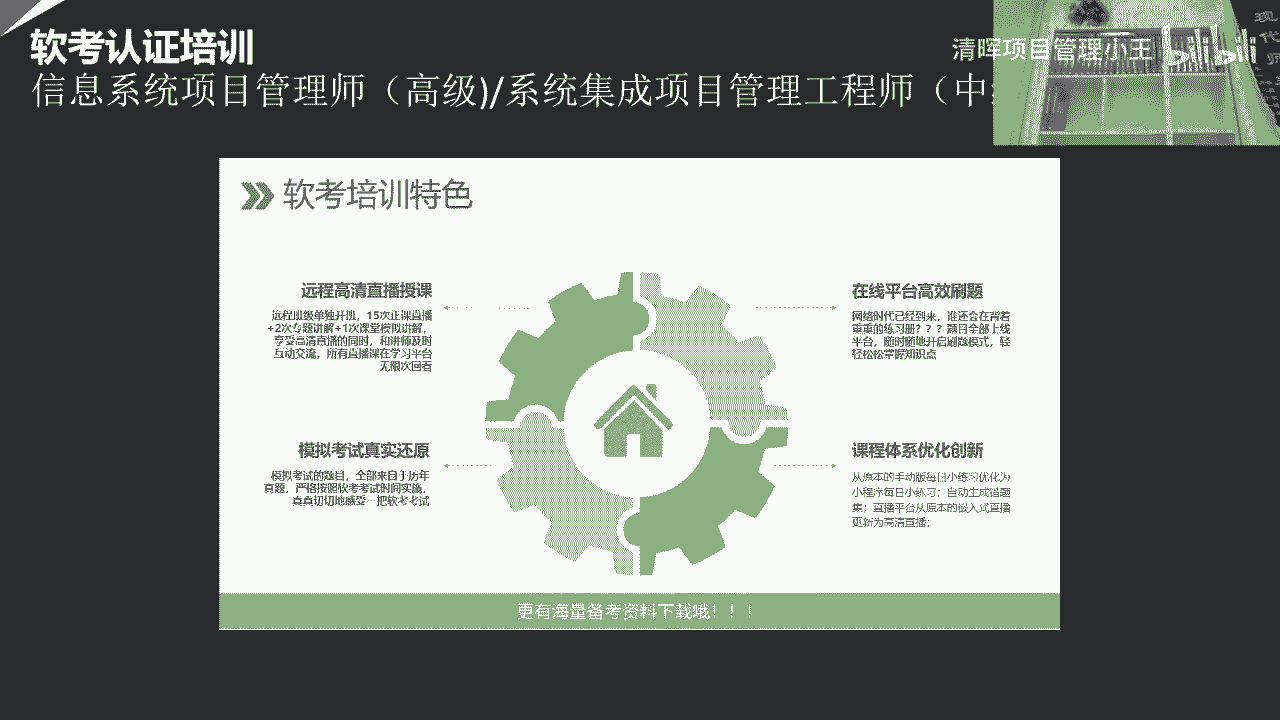 软考认证培训
清晖项目管理小王 bilibili
信息系统项目管理师（高级)/系统集成项目管理工程师（中
现
代
软考培训特色
远程高清直播授课
远程班级单独开班，15次正课直播
+2次专题讲解+1次课堂模拟讲解，
享受高清直播的同时，和讲师及时
互动交流，所有直播课在学习平台
无限次回看
在线平台高效刷题
网络时代已经到来，谁还会在背着
重重的练习册？？？题目全部上线
平台，随时随地开启刷题模式，轻
轻松松掌握知识点
模拟考试真实还原
模拟考试的题目，全部来自于历年
真题，严格按照软考考试时间实施，
真真切切地感受一把软考考试
课程体系优化创新
从原本的手动版每日小练习优化为
小程序每日小练习；自动生成错题
集；直播平台从原本的嵌入式直播
更新为高清直播；
更有海量备考资料下载哦！！！